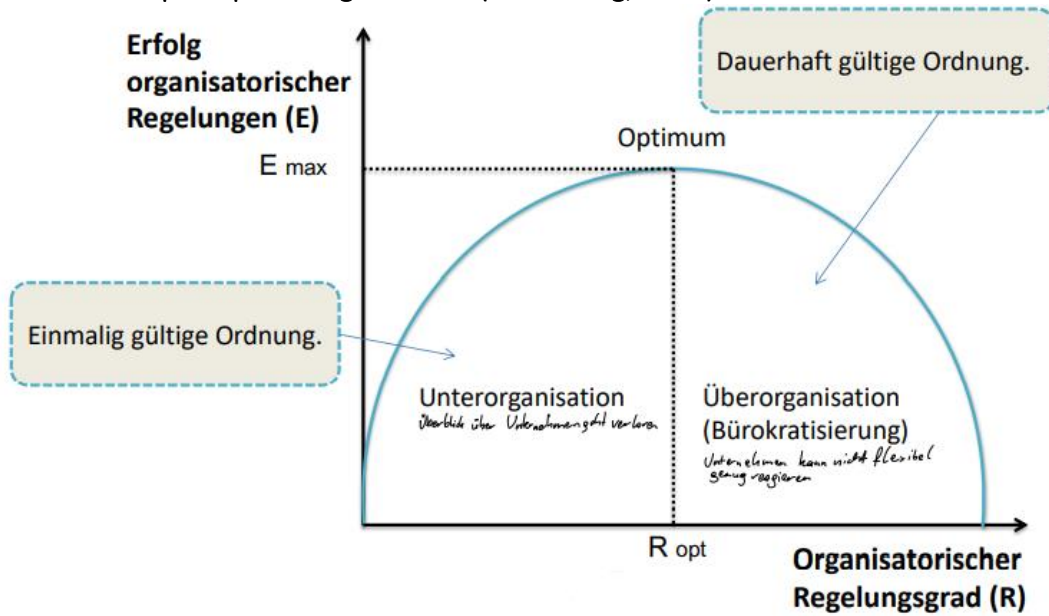 Erfolg
organisatorischer
Regelungen (E)
Dauerhaft gültige Ordnung.
Optimum
E max
Einmalig gültige Ordnung.
Unterorganisation
Überblick über Unternehmen geht verloren
Überorganisation
(Bürokratisierung)
Unternehmen kann nicht flexibel
genug reagieren
R opt
Organisatorischer
Regelungsgrad (R)